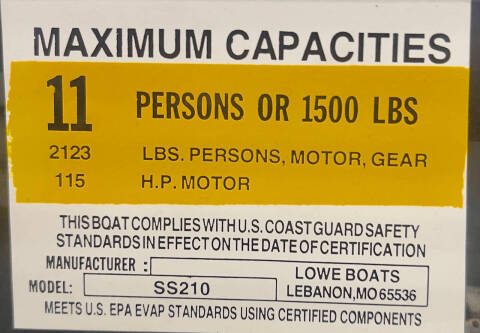 MAXIMUM CAPACITIES
11 PERSONS OR 1500 LBS
2123 LBS. PERSONS, MOTOR, GEAR
115 H.P. MOTOR
THIS BOAT COMPLIES WITH U.S. COAST GUARD SAFETY
STANDARDS IN EFFECT ON THE DATE OF CERTIFICATION
MANUFACTURER : LOWE BOATS
MODEL: SS210 LEBANON, MO 65536
MEETS U.S. EPA EVAP STANDARDS USING CERTIFIED COMPONENTS